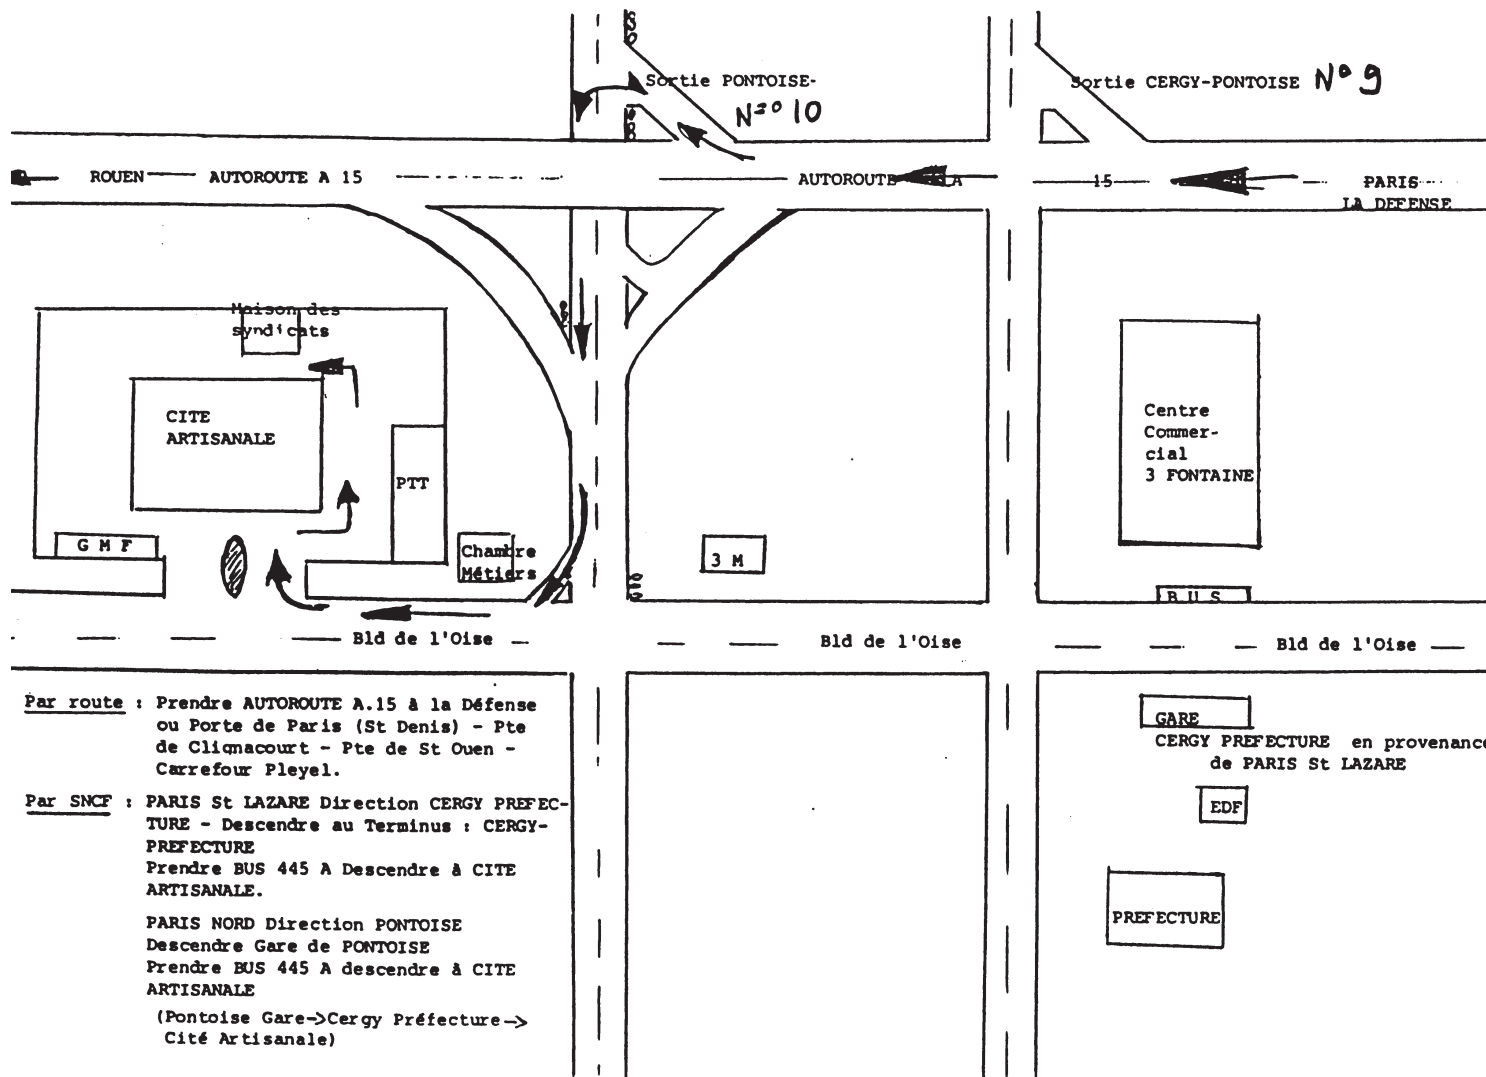 Sortie PONTOISE-
N° 10
Sortie CERGY-PONTOISE N° 9
ROUEN AUTOROUTE A 15
AUTOROUTE A 15
PARIS
LA DEFENSE
Maison des
syndicats
CITE
ARTISANALE
PTT
G M F
Chambre
Métiers
3 M
Centre
Commer-
cial
3 FONTAINE
B U S
Bld de l'Oise
Bld de l'Oise
Bld de l'Oise
GARE
CERGY PREFECTURE en provenance
de PARIS St LAZARE
EDF
PREFECTURE
Par route : Prendre AUTOROUTE A.15 à la Défense
ou Porte de Paris (St Denis) - Pte
de Clignacourt - Pte de St Ouen -
Carrefour Pleyel.
Par SNCF : PARIS St LAZARE Direction CERGY PREFEC-
TURE - Descendre au Terminus : CERGY-
PREFECTURE
Prendre BUS 445 A Descendre à CITE
ARTISANALE.
PARIS NORD Direction PONTOISE
Descendre Gare de PONTOISE
Prendre BUS 445 A descendre à CITE
ARTISANALE
(Pontoise Gare->Cergy Préfecture->
Cité Artisanale)